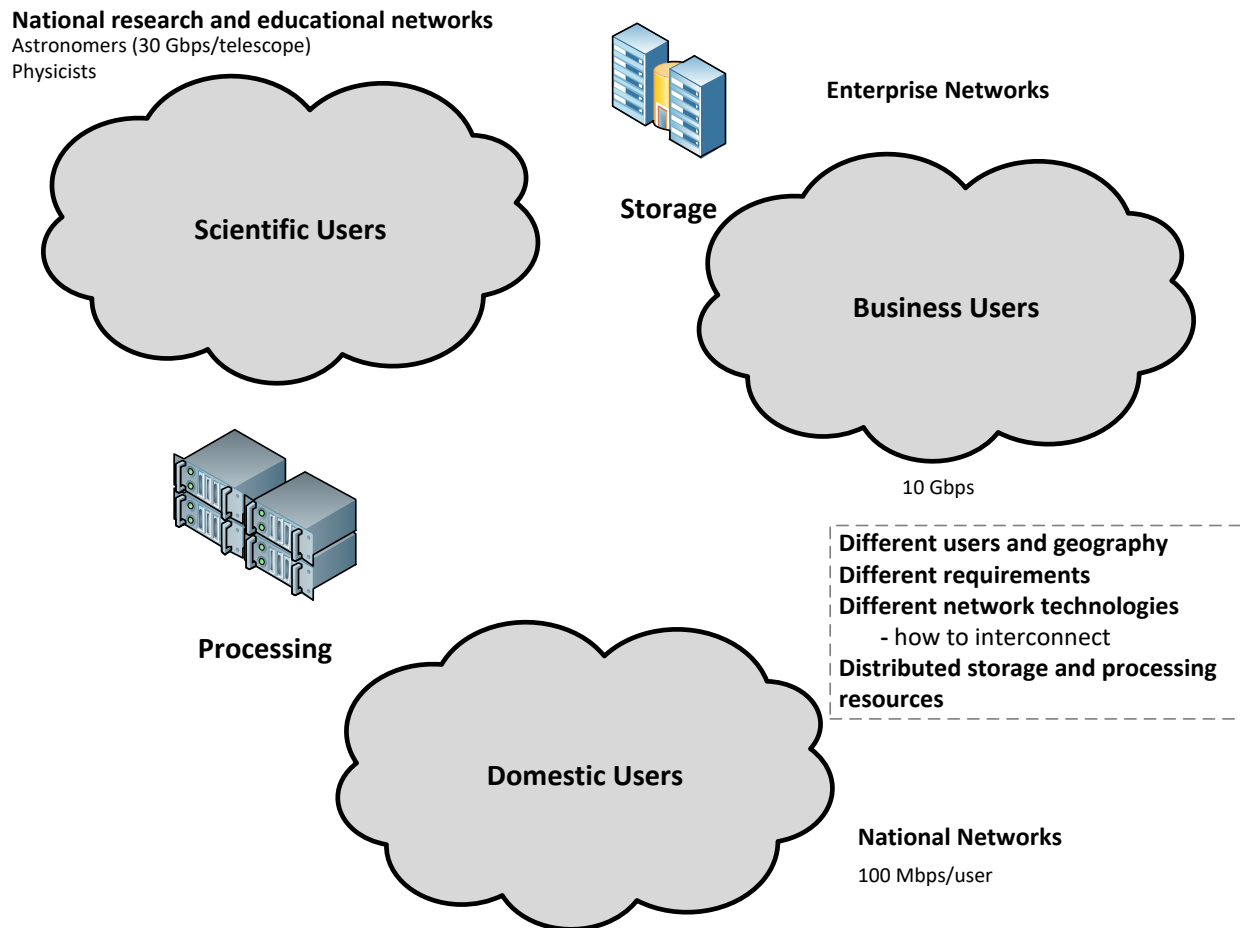 National research and educational networks
Astronomers (30 Gbps/telescope)
Physicists
Enterprise Networks
Storage
Scientific Users
Business Users
10 Gbps
Different users and geography
Different requirements
Different network technologies
- how to interconnect
Distributed storage and processing
resources
Processing
Domestic Users
National Networks
100 Mbps/user